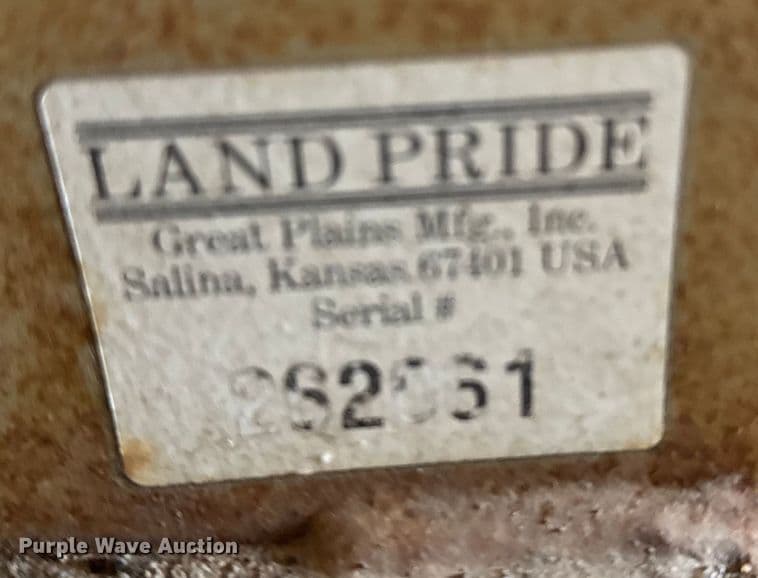 LAND PRIDE
Great Plains Mfg., Inc.
Salina, Kansas 67401 USA
Serial #
Purple Wave Auction